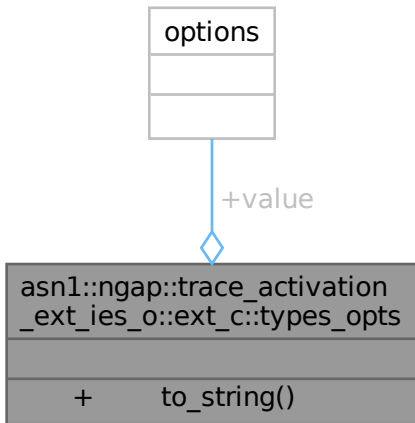 options
+value
asn1::ngap::trace_activation
_ext_ies_o::ext_c::types_opts
+ to_string()